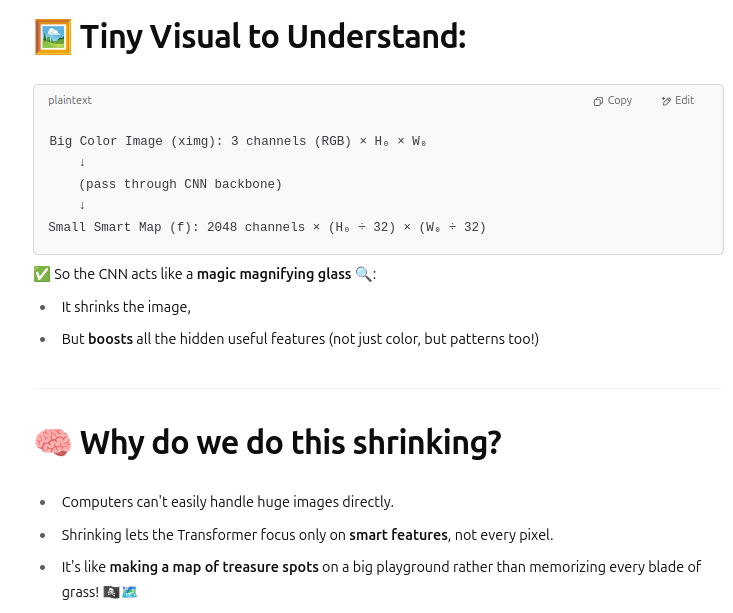 🖼️ Tiny Visual to Understand:
plaintext Copy Edit
Big Color Image (ximg): 3 channels (RGB) × H₀ × W₀
↓
(pass through CNN backbone)
↓
Small Smart Map (f): 2048 channels × (H₀ ÷ 32) × (W₀ ÷ 32)
✅ So the CNN acts like a magic magnifying glass 🔍:
• It shrinks the image,
• But boosts all the hidden useful features (not just color, but patterns too!)
🧠 Why do we do this shrinking?
• Computers can't easily handle huge images directly.
• Shrinking lets the Transformer focus only on smart features, not every pixel.
• It's like making a map of treasure spots on a big playground rather than memorizing every blade of
grass! 🏴‍☠️🗺️